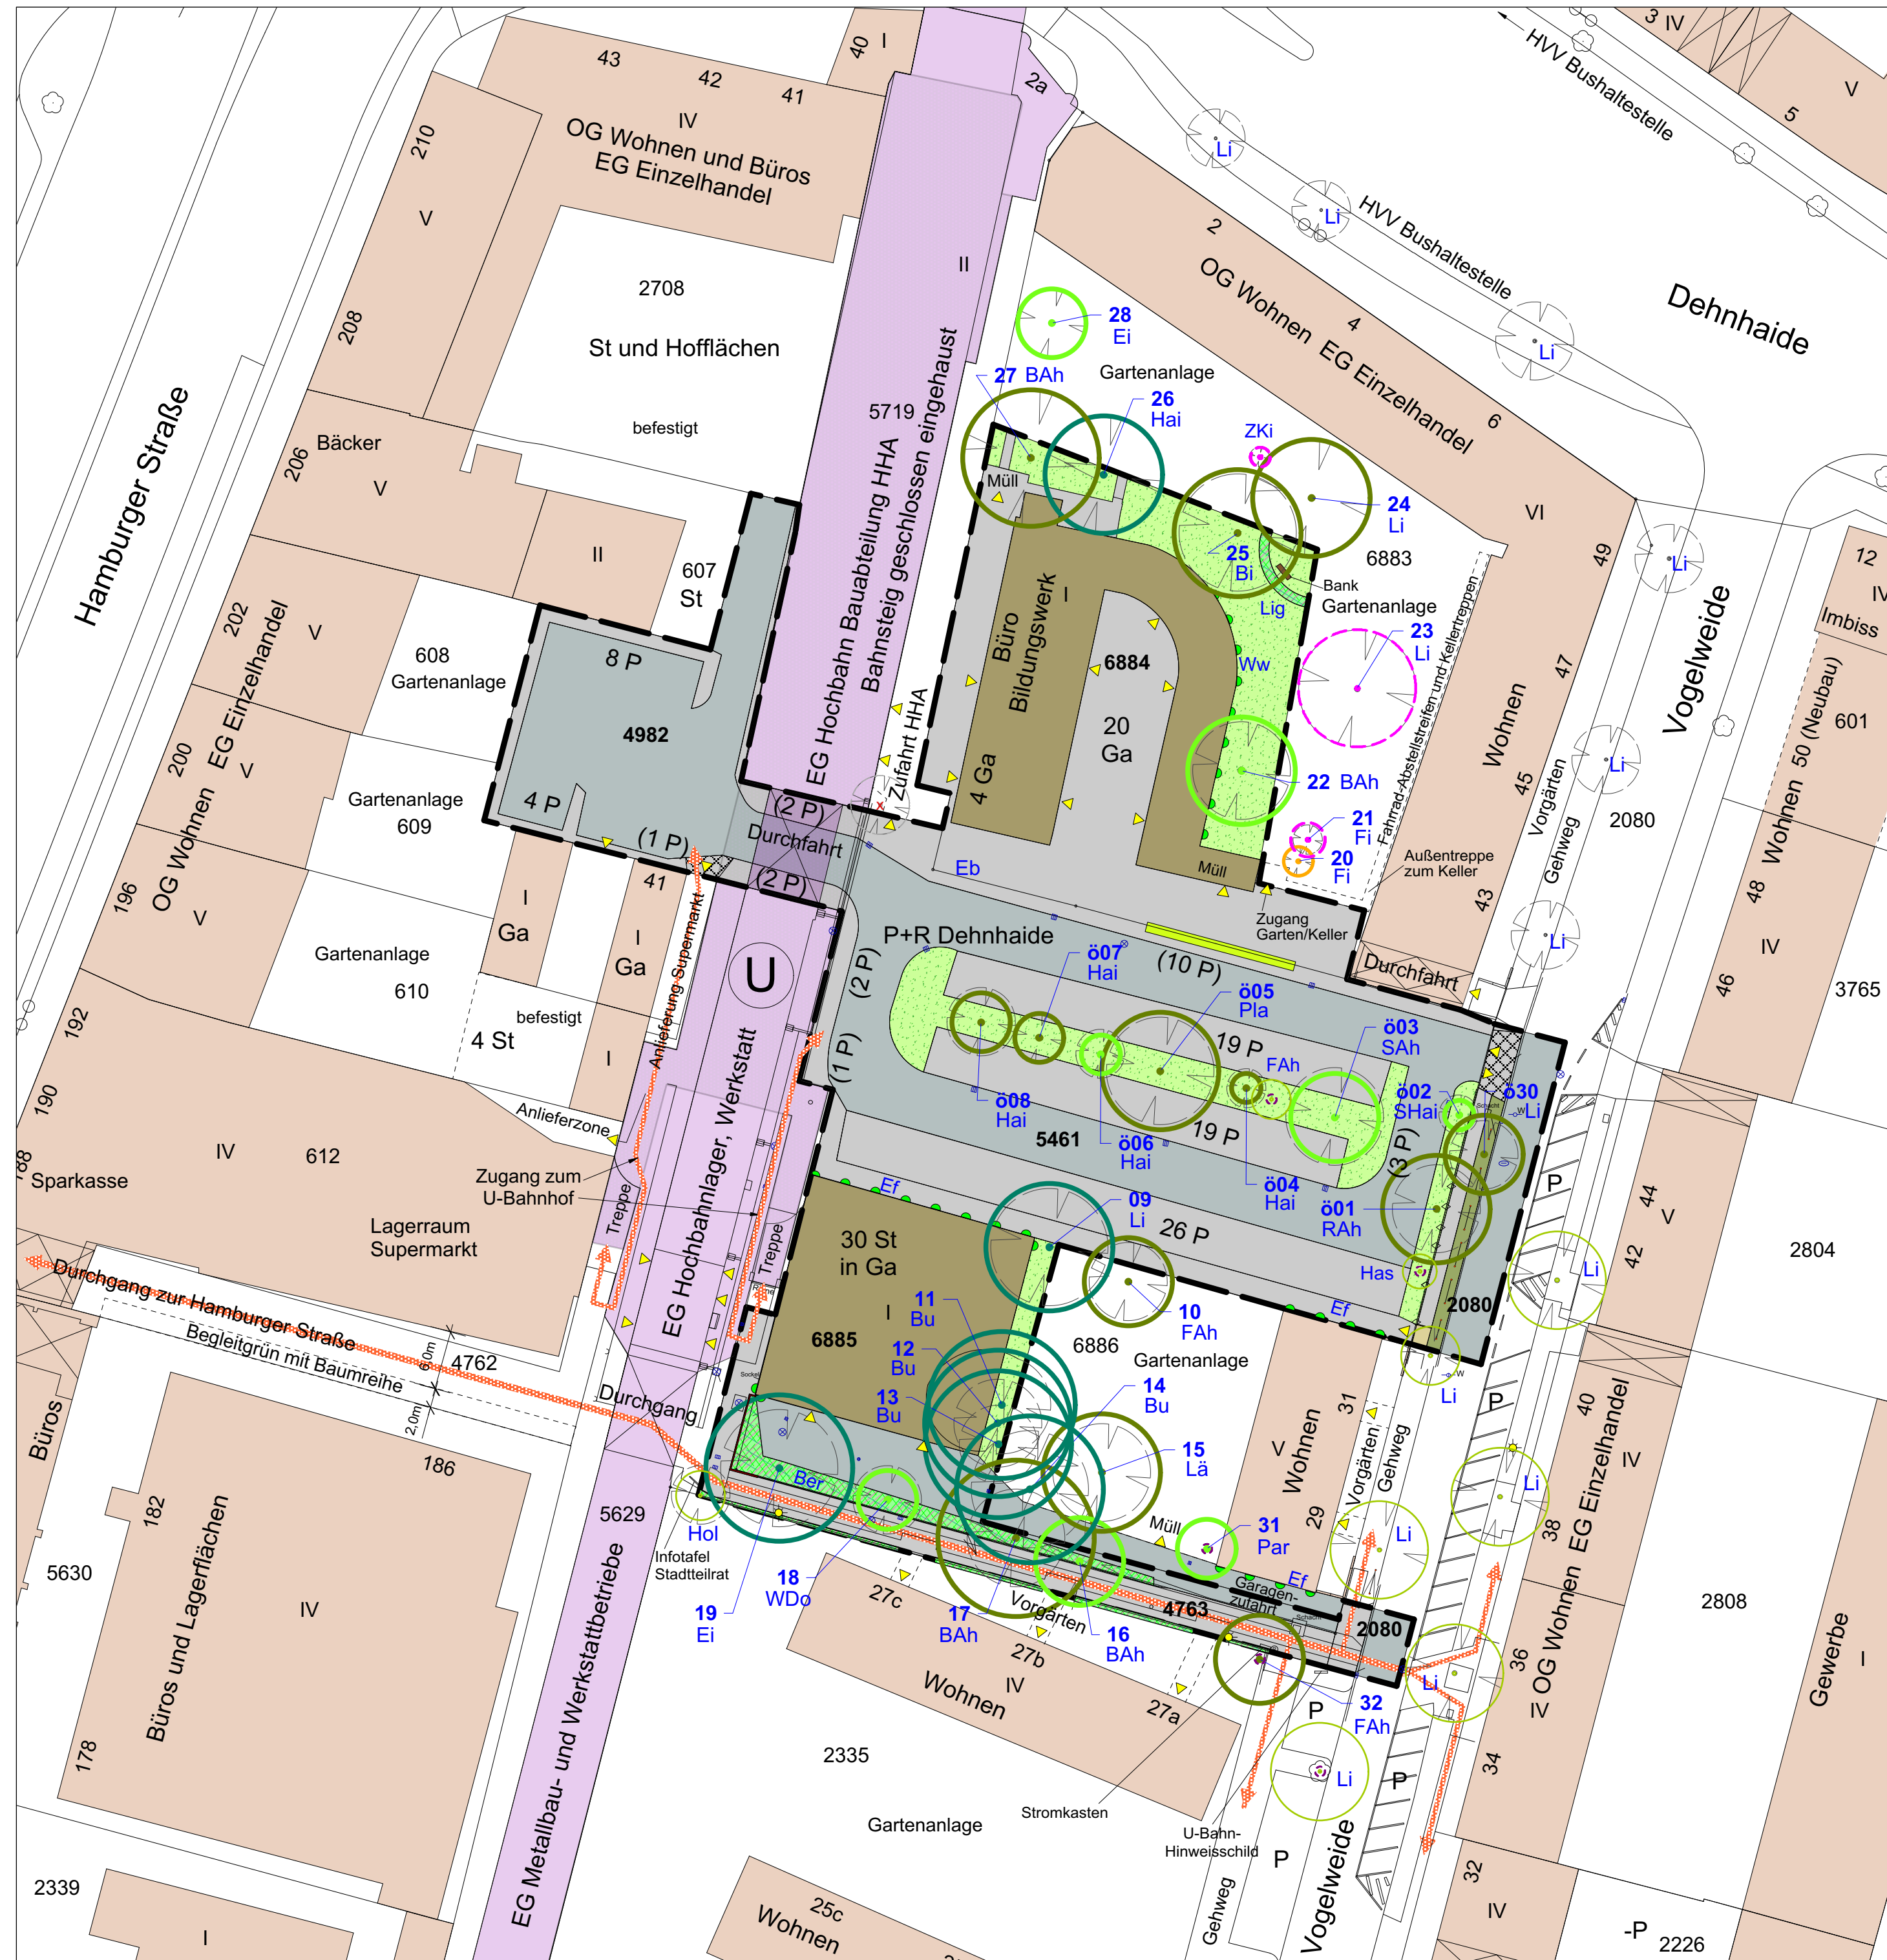 43
42
41
40
I
2a
3
IV
V
5
HVV Bushaltestelle
210
IV
OG Wohnen und Büros
EG Einzelhandel
V
Li
Li
HVV Bushaltestelle
2
II
2708
St und Hofflächen
208
28
Ei
OG Wohnen EG Einzelhandel
4
Li
Dehnhaide
27 BAh
Gartenanlage
26
Hai
6
5719
befestigt
Bäcker
206
V
Hamburger Straße
ZKi
Müll
24
Li
VI
EG Hochbahn Bauabteilung HHA
Bahnsteig geschlossen eingehaust
II
607
St
25
Bi
6883
49
Li
12
IV
Imbiss
Bank
Gartenanlage
Lig
I
Büro
Bildungswerk
202
V
608
Gartenanlage
8 P
6884
Ww
23
Li
Vogelweide
47
Fahrrad-Abstellstreifen und Kellertreppen
Wohnen
OG Wohnen EG Einzelhandel
4982
20
Ga
601
Wohnen 50 (Neubau)
200
V
Zufahrt HHA
4 Ga
22 BAh
45
Vorgärten
Gehweg
Li
Gartenanlage
609
4 P
(1 P)
(2 P)
Durchfahrt
(2 P)
21
Fi
20
Fi
2080
Außentreppe
zum Keller
Müll
Eb
41
196
V
I
Ga
I
Ga
43
48
IV
Zugang
Garten/Keller
Gartenanlage
610
P+R Dehnhaide
(10 P)
Durchfahrt
Li
46
3765
U
(2 P)
ö07
Hai
ö05
Pla
ö03
SAh
19 P
FAh
befestigt
4 St
I
Anlieferung Supermarkt
192
190
188
(1 P)
ö08
Hai
ö06
Hai
19 P
ö04
Hai
ö02
SHai
ö30
Li
Schacht
W
5461
(3 P)
ö01
RAh
P
Anlieferzone
Sparkasse
IV
612
Zugang zum
U-Bahnhof
Treppe
Treppe
EG Hochbahnlager, Werkstatt
Ef
09
Li
26 P
44
V
42
2804
Lagerraum
Supermarkt
30 St
in Ga
I
6885
Has
Li
2080
Ef
Durchgang zur Hamburger Straße
Begleitgrün mit Baumreihe
6,0m
4762
2,0m
Durchgang
Sockel
11
Bu
12
Bu
13
Bu
10
FAh
6886
Gartenanlage
14
Bu
Li
W
P
Büros
186
182
15
Lä
V
Wohnen
31
29
Vorgärten
Gehweg
40
IV
38
OG Wohnen EG Einzelhandel
Li
Ber
5629
Hol
Infotafel
Stadtteilrat
Müll
31
Par
Li
Ef
5630
Büros und Lagerflächen
IV
18
WDo
19
Ei
17
BAh
16
BAh
27c
Vorgärten
27b
27a
4763
Garagen-
zufahrt
Schacht
2080
2808
36
IV
Gewerbe
I
Wohnen
IV
32
FAh
Li
P
EG Metallbau- und Werkstattbetriebe
178
2335
Gartenanlage
Stromkasten
U-Bahn-
Hinweisschild
P
Li
P
34
Vogelweide
Gehweg
2339
I
25c
Wohnen
32
IV
-P
2226